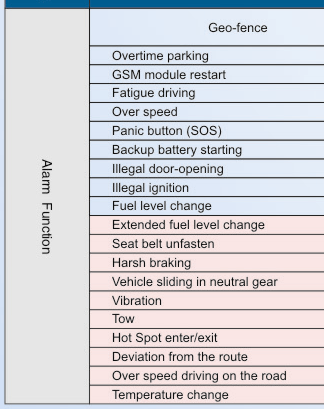 Geo-fence
Overtime parking
GSM module restart
Fatigue driving
Over speed
Panic button (SOS)
Backup battery starting
Illegal door-opening
Illegal ignition
Fuel level change
Alarm Function
Extended fuel level change
Seat belt unfasten
Harsh braking
Vehicle sliding in neutral gear
Vibration
Tow
Hot Spot enter/exit
Deviation from the route
Over speed driving on the road
Temperature change